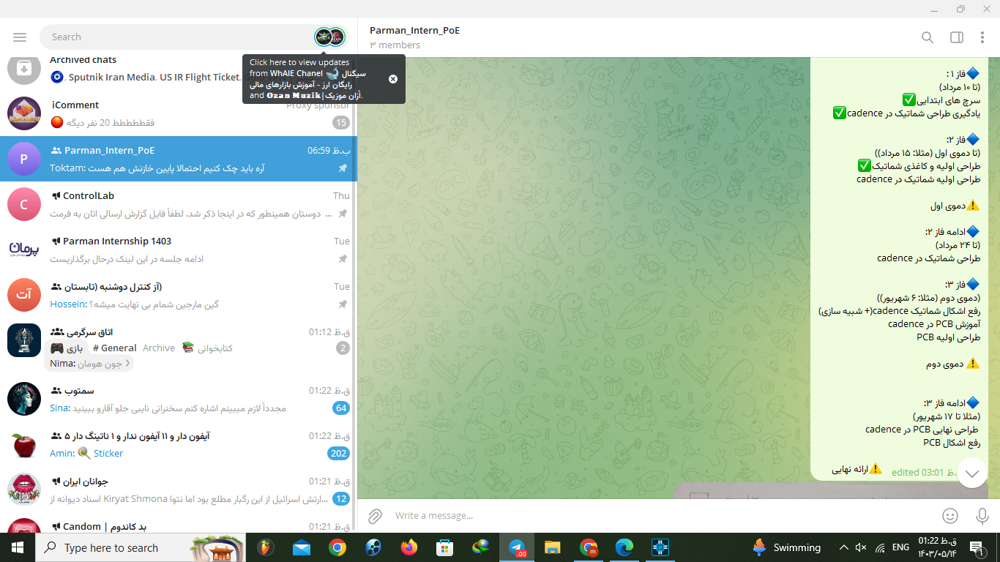 Search
Archived chats
Sputnik Iran Media, US IR Flight Ticket,
Click here to view updates
from WhAlE Chanel سیگنال
رایگان ارز - آموزش بازارهای مالی
and Ozan Muzik|أزان موزیک.
iComment
Proxy sponsor
فقطططططط 20 نفر دیگه
15
P
Parman_Intern_PoE
06:59 ب.ظ
Toktam: آره باید چک کنیم احتمالا پایین خازنش هم هست
C
ControlLab
Thu
دوستان همینطور که در اینجا ذکر شد. لطفاً فایل گزارش ارسالی اتان به فرمت ...
پرمان
Parman Internship 1403
Tue
ادامه جلسه در این لینک درحال برگذاریست
آت
آز کنترل دوشنبه (تابستان)
Tue
Hossein: گین مارجین شمام بی نهایت میشه؟
اتاق سرگرمی
01:12 ق.ظ
بازی # General Archive کتابخوانی
2
Nima: جون هومان
سمتوب
01:22 ق.ظ
Sina: مجدداً لازم میبینم اشاره کنم سخنرانی نایبی جلو آقارو ببینید
64
۵ آیفون دار و ۱۱ آیفون ندار و ۱ ناتینگ دار
01:22 ق.ظ
Amin: Sticker
202
جوانان ایران
01:21 ق.ظ
ارتش اسرائیل از این رگبار مطلع بود اما نتوا Kiryat Shmona اسناد دیوانه از...
12
Candom | بد کاندوم
01:21 ق.ظ
Parman_Intern_PoE
۳ members
فاز ۱ :
(تا ۱۰ مرداد)
سرچ های ابتدایی
یادگیری طراحی شماتیک در cadence
فاز ۲:
(تا دموی اول (مثلا: ۱۵ مرداد))
طراحی اولیه و کاغذی شماتیک
طراحی اولیه شماتیک در cadence
دموی اول
ادامه فاز ۲:
(تا ۲۴ مرداد)
طراحی شماتیک در cadence
فاز ۳:
(دموی دوم (مثلا: ۶ شهریور))
رفع اشکال شماتیک cadence(+ شبیه سازی)
آموزش PCB در cadence
طراحی اولیه PCB
دموی دوم
ادامه فاز ۳:
(مثلا تا ۱۷ شهریور)
طراحی نهایی PCB در cadence
رفع اشکال PCB
ارائه نهایی
edited 03:01 ب.ظ
Write a message...
Type here to search
Swimming
ENG
01:22 ق.ظ
۱۴۰۳/۰۵/۱۴
1